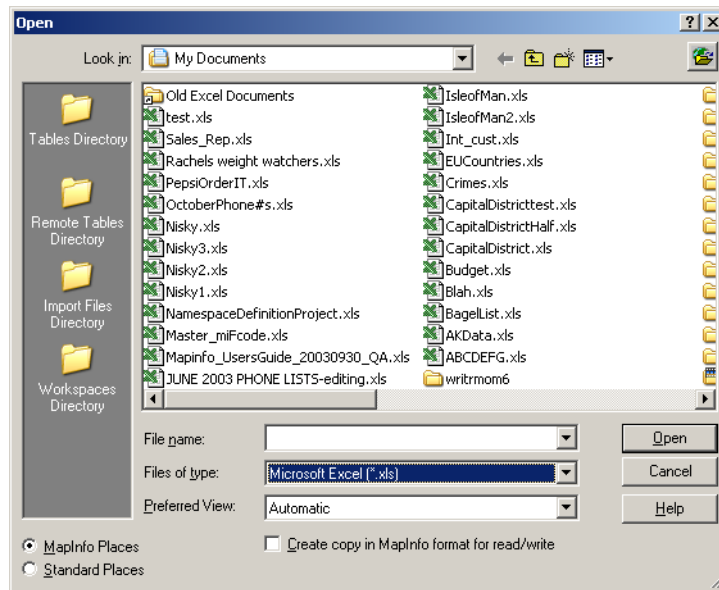 Open
Look in: My Documents
Tables Directory
Remote Tables
Directory
Import Files
Directory
Workspaces
Directory
Old Excel Documents
test.xls
Sales_Rep.xls
Rachels weight watchers.xls
PepsiOrderIT.xls
OctoberPhone#s.xls
Nisky.xls
Nisky3.xls
Nisky2.xls
Nisky1.xls
NamespaceDefinitionProject.xls
Master_miFcode.xls
Mapinfo_UsersGuide_20030930_QA.xls
JUNE 2003 PHONE LISTS-editing.xls
IsleofMan.xls
IsleofMan2.xls
Int_cust.xls
EUCountries.xls
Crimes.xls
CapitalDistricttest.xls
CapitalDistrictHalf.xls
CapitalDistrict.xls
Budget.xls
Blah.xls
BagelList.xls
AKData.xls
ABCDEFG.xls
writrmom6
File name:
Open
Files of type: Microsoft Excel (*.xls)
Cancel
Preferred View: Automatic
Help
MapInfo Places
Create copy in MapInfo format for read/write
Standard Places